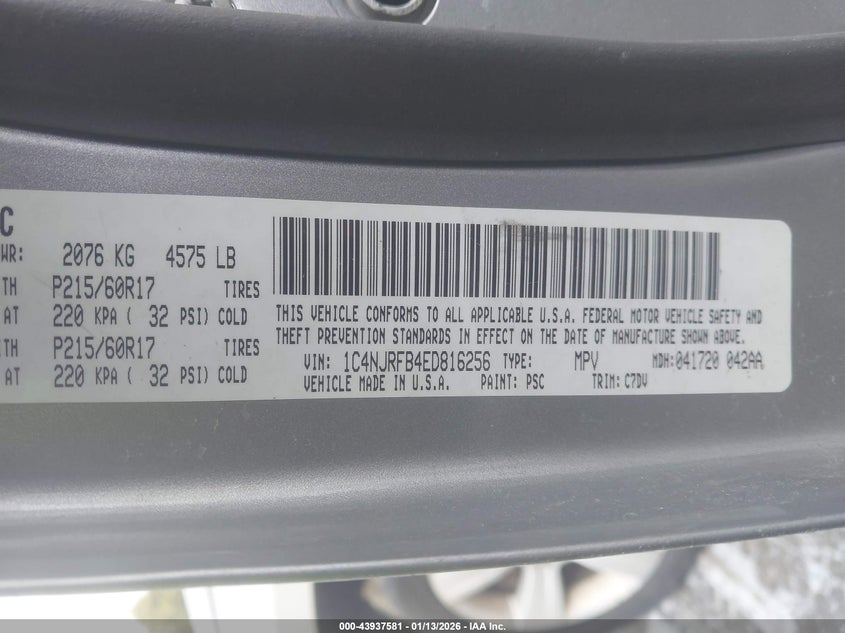 C
WR: 2076 KG 4575 LB
TH P215/60R17 TIRES
AT 220 KPA ( 32 PSI) COLD
TH P215/60R17 TIRES
AT 220 KPA ( 32 PSI) COLD
THIS VEHICLE CONFORMS TO ALL APPLICABLE U.S.A. FEDERAL MOTOR VEHICLE SAFETY AND
THEFT PREVENTION STANDARDS IN EFFECT ON THE DATE OF MANUFACTURE SHOWN ABOVE.
VIN: 1C4NJRFB4ED816256 TYPE: MPV MDH:041720 042AA
VEHICLE MADE IN U.S.A. PAINT: PSC TRIM: C7DV
000-43937581 - 01/13/2026 - IAA Inc.